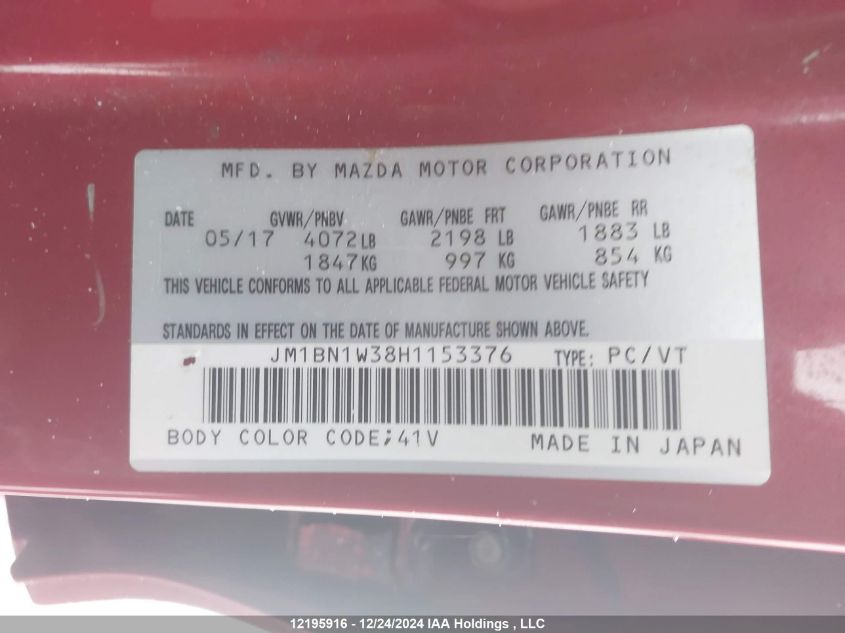 MFD. BY MAZDA MOTOR CORPORATION
DATE GVWR/PNBV GAWR/PNBE FRT GAWR/PNBE RR
05/17 4072LB 2198 LB 1883 LB
1847KG 997 KG 854 KG
THIS VEHICLE CONFORMS TO ALL APPLICABLE FEDERAL MOTOR VEHICLE SAFETY
STANDARDS IN EFFECT ON THE DATE OF MANUFACTURE SHOWN ABOVE.
JM1BN1W38H1153376 TYPE: PC/VT
BODY COLOR CODE;41V MADE IN JAPAN
12195916 - 12/24/2024 IAA Holdings , LLC